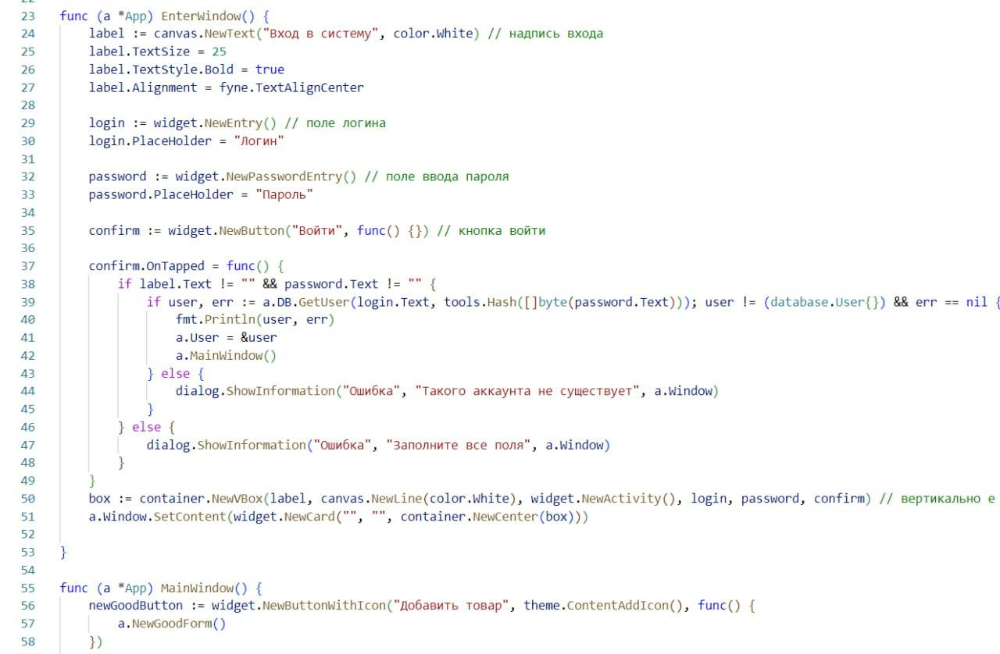 22
23 func (a *App) EnterWindow() {
24 label := canvas.NewText("Вход в систему", color.White) // надпись входа
25 label.TextSize = 25
26 label.TextStyle.Bold = true
27 label.Alignment = fyne.TextAlignCenter
28
29 login := widget.NewEntry() // поле логина
30 login.PlaceHolder = "Логин"
31
32 password := widget.NewPasswordEntry() // поле ввода пароля
33 password.PlaceHolder = "Пароль"
34
35 confirm := widget.NewButton("Войти", func() {}) // кнопка войти
36
37 confirm.OnTapped = func() {
38 if label.Text != "" && password.Text != "" {
39 if user, err := a.DB.GetUser(login.Text, tools.Hash([]byte(password.Text))); user != (database.User{}) && err == nil {
40 fmt.Println(user, err)
41 a.User = &user
42 a.MainWindow()
43 } else {
44 dialog.ShowInformation("Ошибка", "Такого аккаунта не существует", a.Window)
45 }
46 } else {
47 dialog.ShowInformation("Ошибка", "Заполните все поля", a.Window)
48 }
49 }
50 box := container.NewVBox(label, canvas.NewLine(color.White), widget.NewActivity(), login, password, confirm) // вертикально е
51 a.Window.SetContent(widget.NewCard("", "", container.NewCenter(box)))
52
53 }
54
55 func (a *App) MainWindow() {
56 newGoodButton := widget.NewButtonWithIcon("Добавить товар", theme.ContentAddIcon(), func() {
57 a.NewGoodForm()
58 })